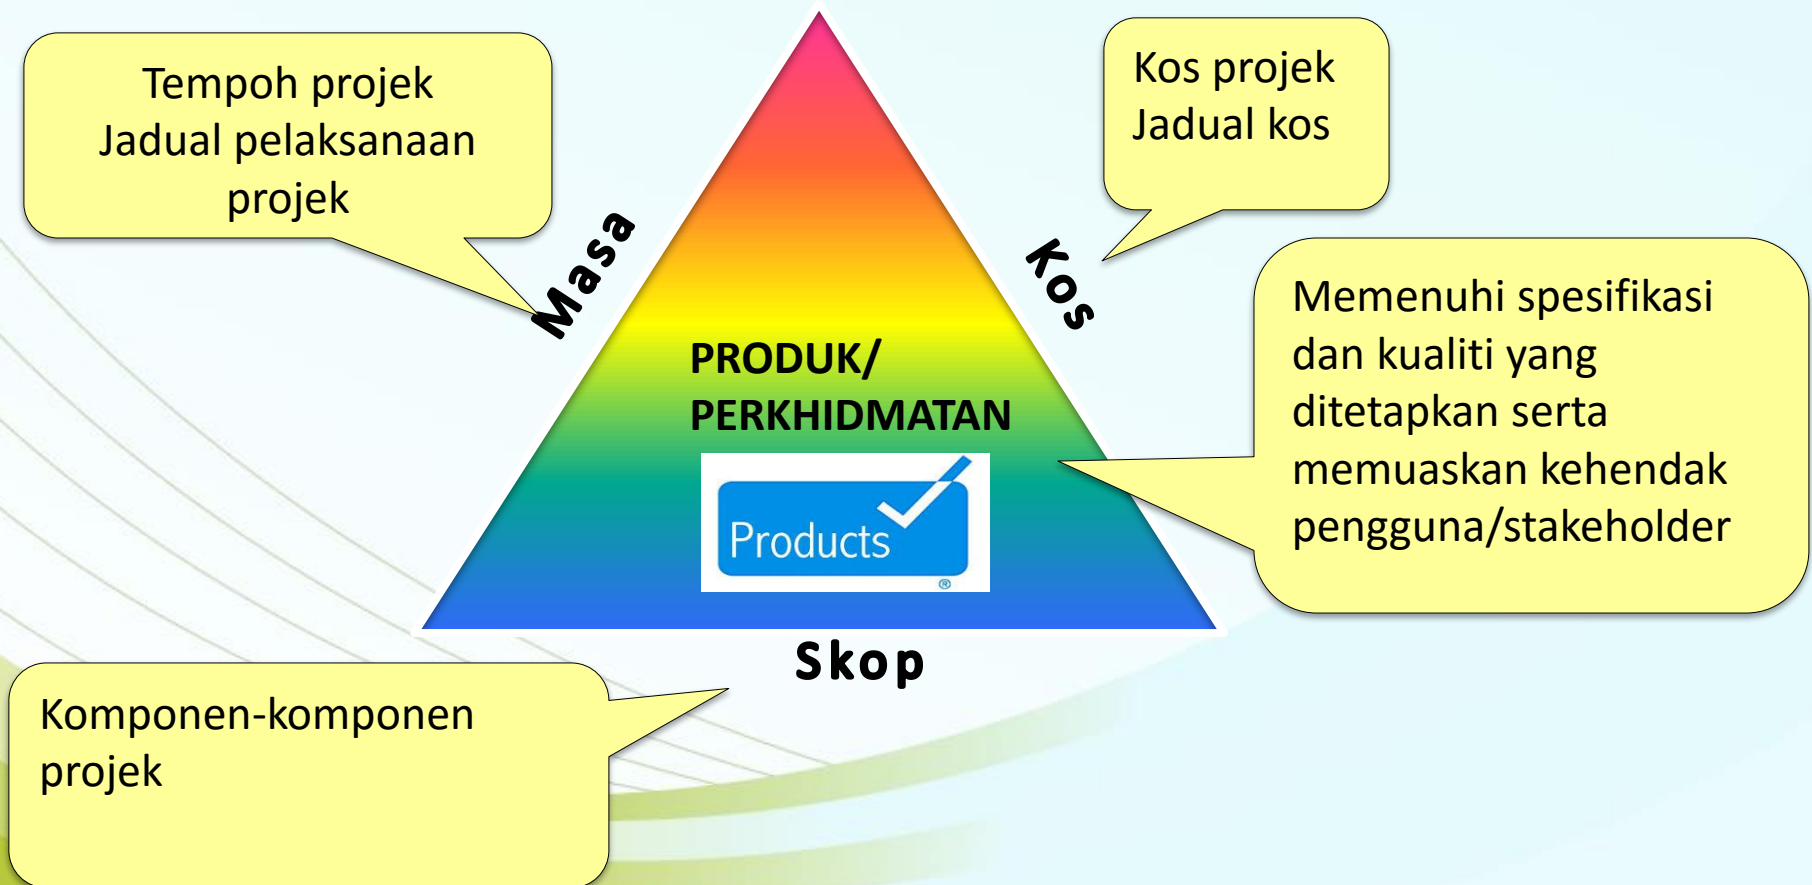 Tempoh projek
Jadual pelaksanaan
projek
Kos projek
Jadual kos
Masa
Kos
Memenuhi spesifikasi
dan kualiti yang
ditetapkan serta
memuaskan kehendak
pengguna/stakeholder
PRODUK/
PERKHIDMATAN
Products
®
Skop
Komponen-komponen
projek